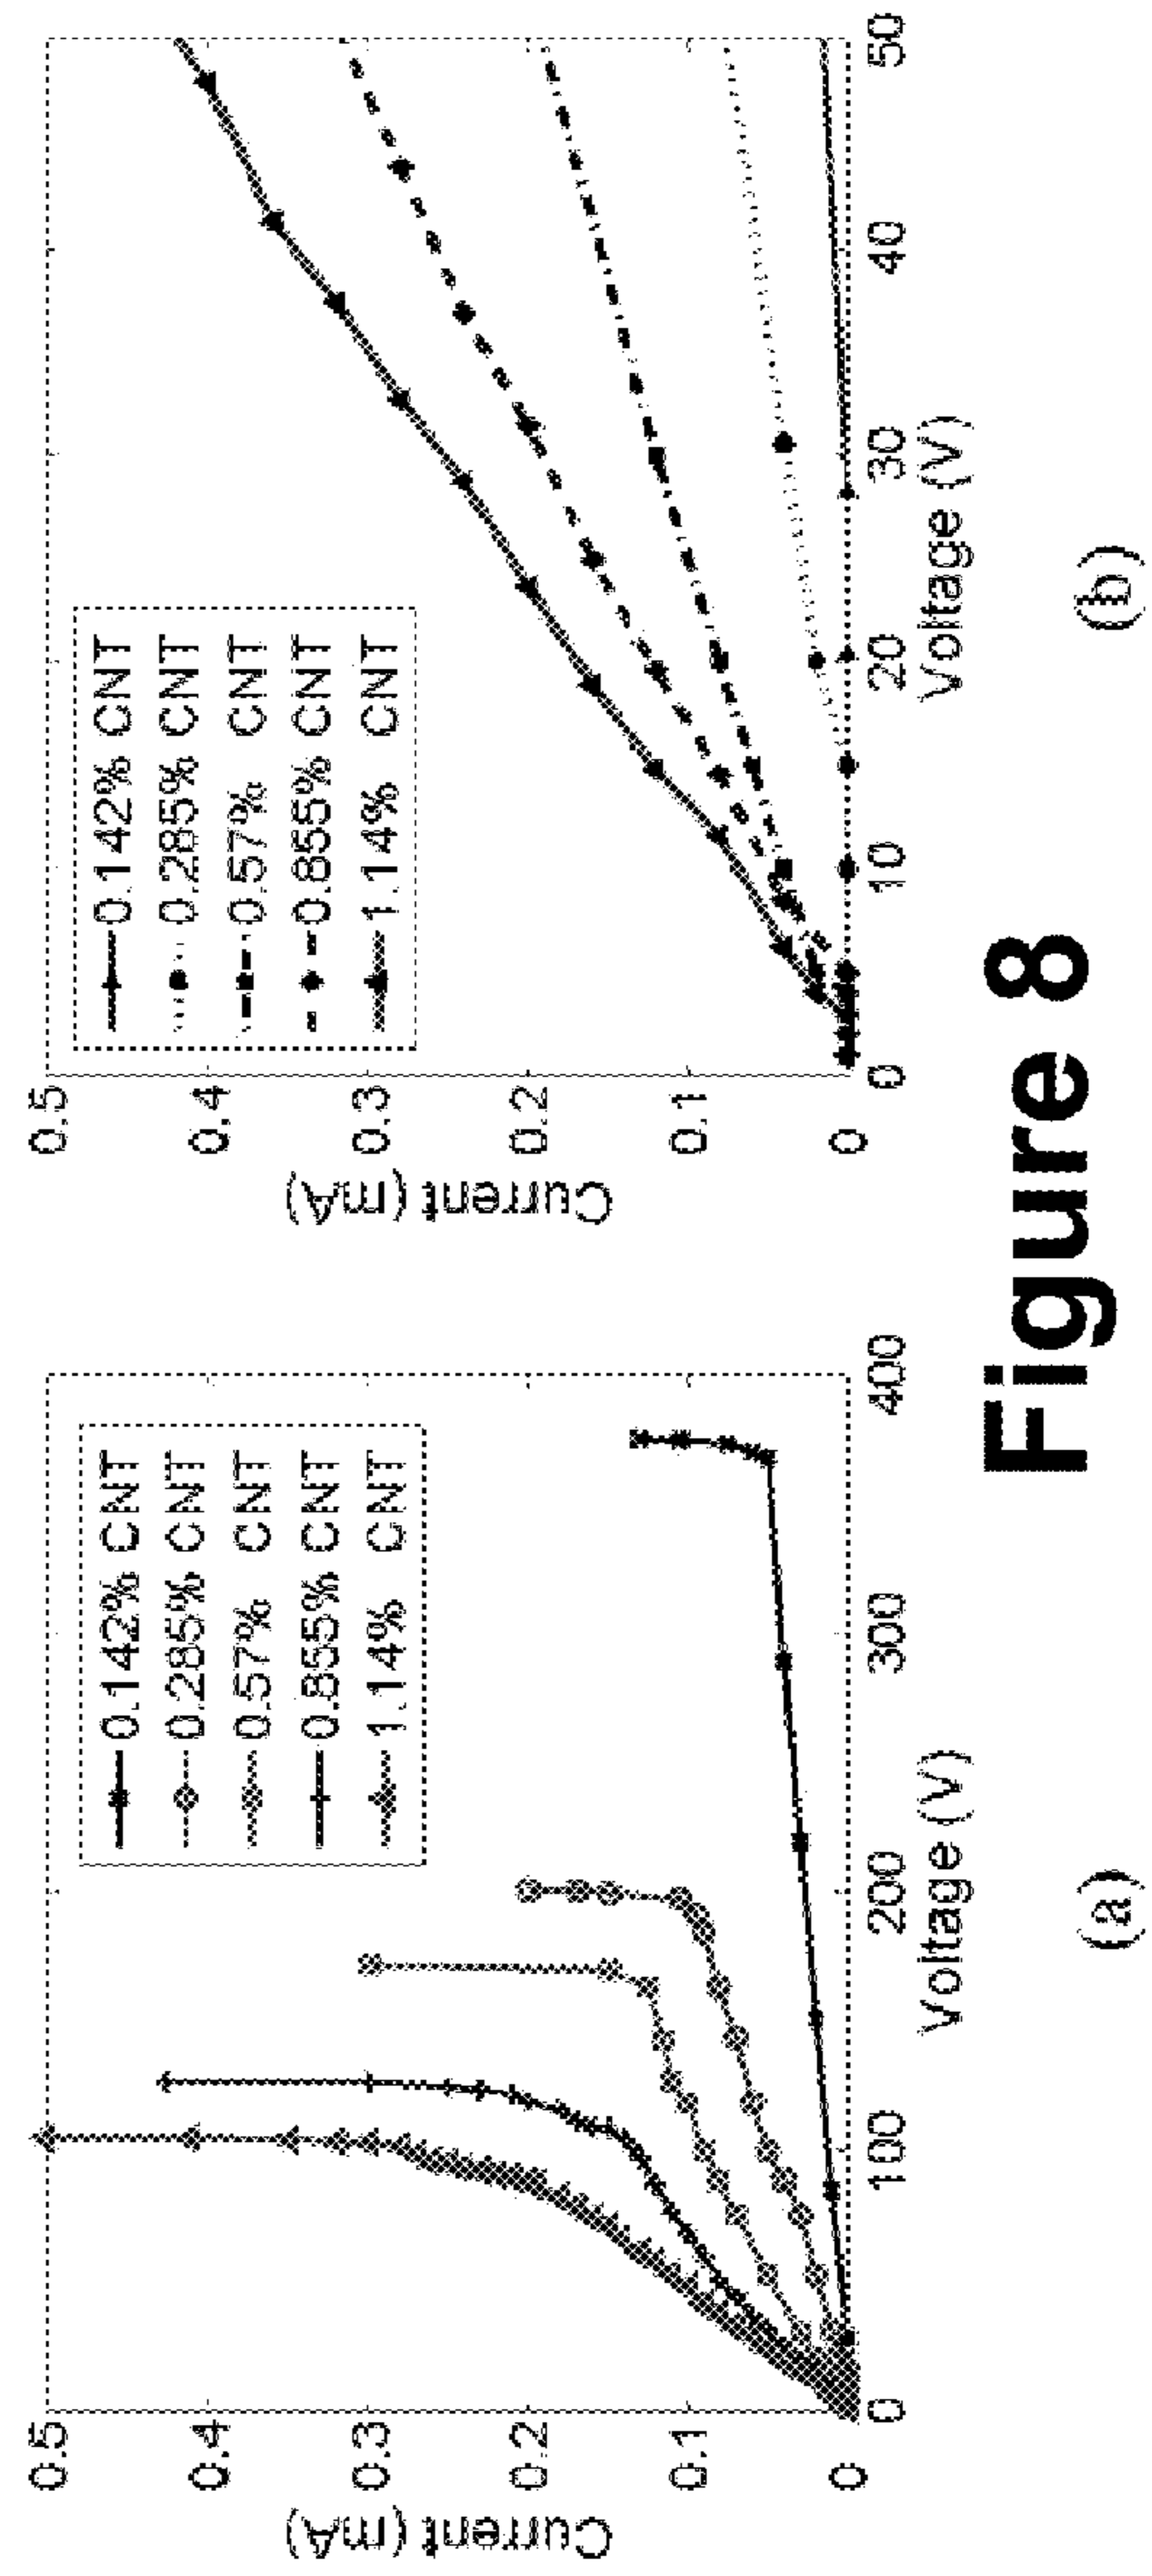 0.5
0.4
0.3
0.2
0.1
0
Current (mA)
0.142% CNT
0.285% CNT
0.57% CNT
0.855% CNT
1.14% CNT
0 100 200 300 400
Voltage (V)
(a)
0.5
0.4
0.3
0.2
0.1
0
Current (mA)
0.142% CNT
0.285% CNT
0.57% CNT
0.855% CNT
1.14% CNT
0 10 20 30 40 50
Voltage (V)
(b)
Figure 8